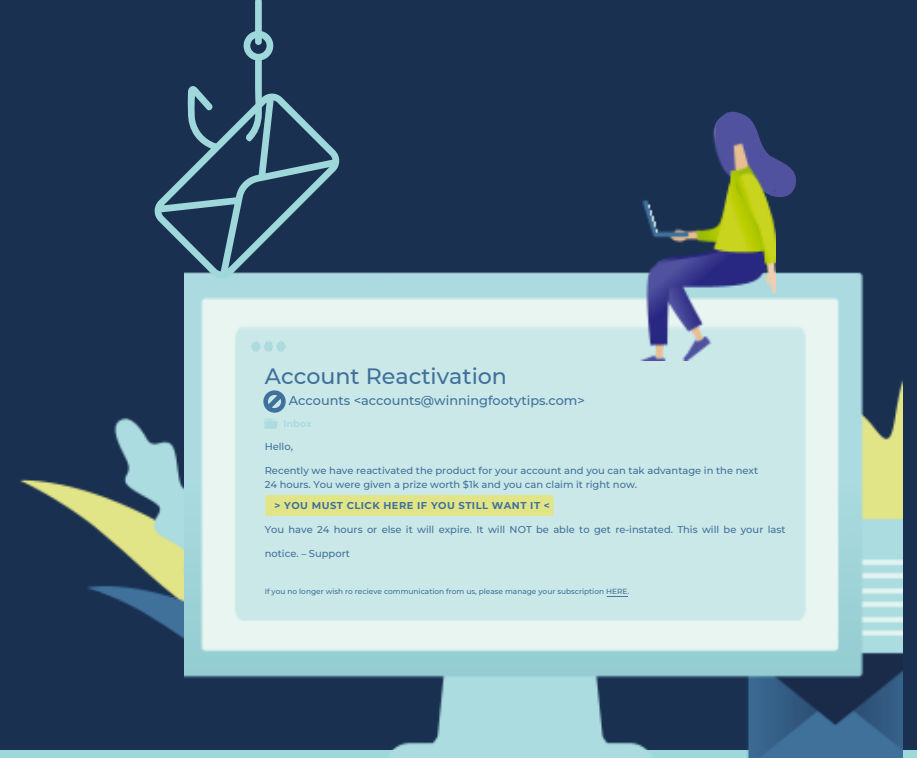 Account Reactivation
Accounts <accounts@winningfootytips.com>
Inbox
Hello,
Recently we have reactivated the product for your account and you can tak advantage in the next
24 hours. You were given a prize worth $1k and you can claim it right now.
> YOU MUST CLICK HERE IF YOU STILL WANT IT <
You have 24 hours or else it will expire. It will NOT be able to get re-instated. This will be your last
notice. – Support
If you no longer wish ro recieve communication from us, please manage your subscription HERE.